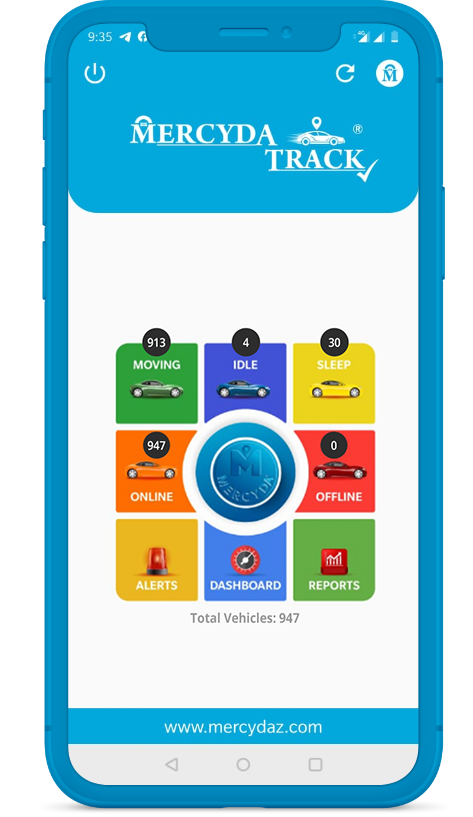 9:35
4G
M
MERCYDA
TRACK
®
913
4
30
MOVING
IDLE
SLEEP
947
0
M
MERCYDA
ONLINE
OFFLINE
ALERTS
DASHBOARD
REPORTS
Total Vehicles: 947
www.mercydaz.com